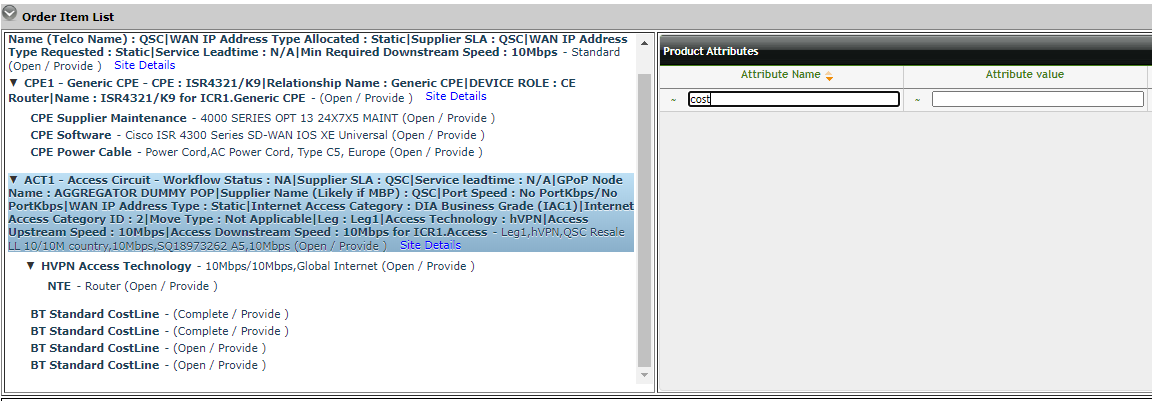 Order Item List
Name (Telco Name) : QSC|WAN IP Address Type Allocated : Static|Supplier SLA : QSC|WAN IP Address
Type Requested : Static|Service Leadtime : N/A|Min Required Downstream Speed : 10Mbps - Standard
(Open / Provide ) Site Details
▼ CPE1 - Generic CPE - CPE : ISR4321/K9|Relationship Name : Generic CPE|DEVICE ROLE : CE
Router|Name : ISR4321/K9 for ICR1.Generic CPE - (Open / Provide ) Site Details
CPE Supplier Maintenance - 4000 SERIES OPT 13 24X7X5 MAINT (Open / Provide )
CPE Software - Cisco ISR 4300 Series SD-WAN IOS XE Universal (Open / Provide )
CPE Power Cable - Power Cord,AC Power Cord, Type C5, Europe (Open / Provide )
▼ ACT1 - Access Circuit - Workflow Status : NA|Supplier SLA : QSC|Service leadtime : N/A|GPoP Node
Name : AGGREGATOR DUMMY POP|Supplier Name (Likely if MBP) : QSC|Port Speed : No PortKbps/No
PortKbps|WAN IP Address Type : Static|Internet Access Category : DIA Business Grade (IAC1)|Internet
Access Category ID : 2|Move Type : Not Applicable|Leg : Leg1|Access Technology : hVPN|Access
Upstream Speed : 10Mbps|Access Downstream Speed : 10Mbps for ICR1.Access - Leg1,hVPN,QSC Resale
LL 10/10M country,10Mbps,SQ18973262 A5,10Mbps (Open / Provide ) Site Details
▼ HVPN Access Technology - 10Mbps/10Mbps,Global Internet (Open / Provide )
NTE - Router (Open / Provide )
BT Standard CostLine - (Complete / Provide )
BT Standard CostLine - (Complete / Provide )
BT Standard CostLine - (Open / Provide )
BT Standard CostLine - (Open / Provide )
Product Attributes
Attribute Name Attribute value
~ cost ~